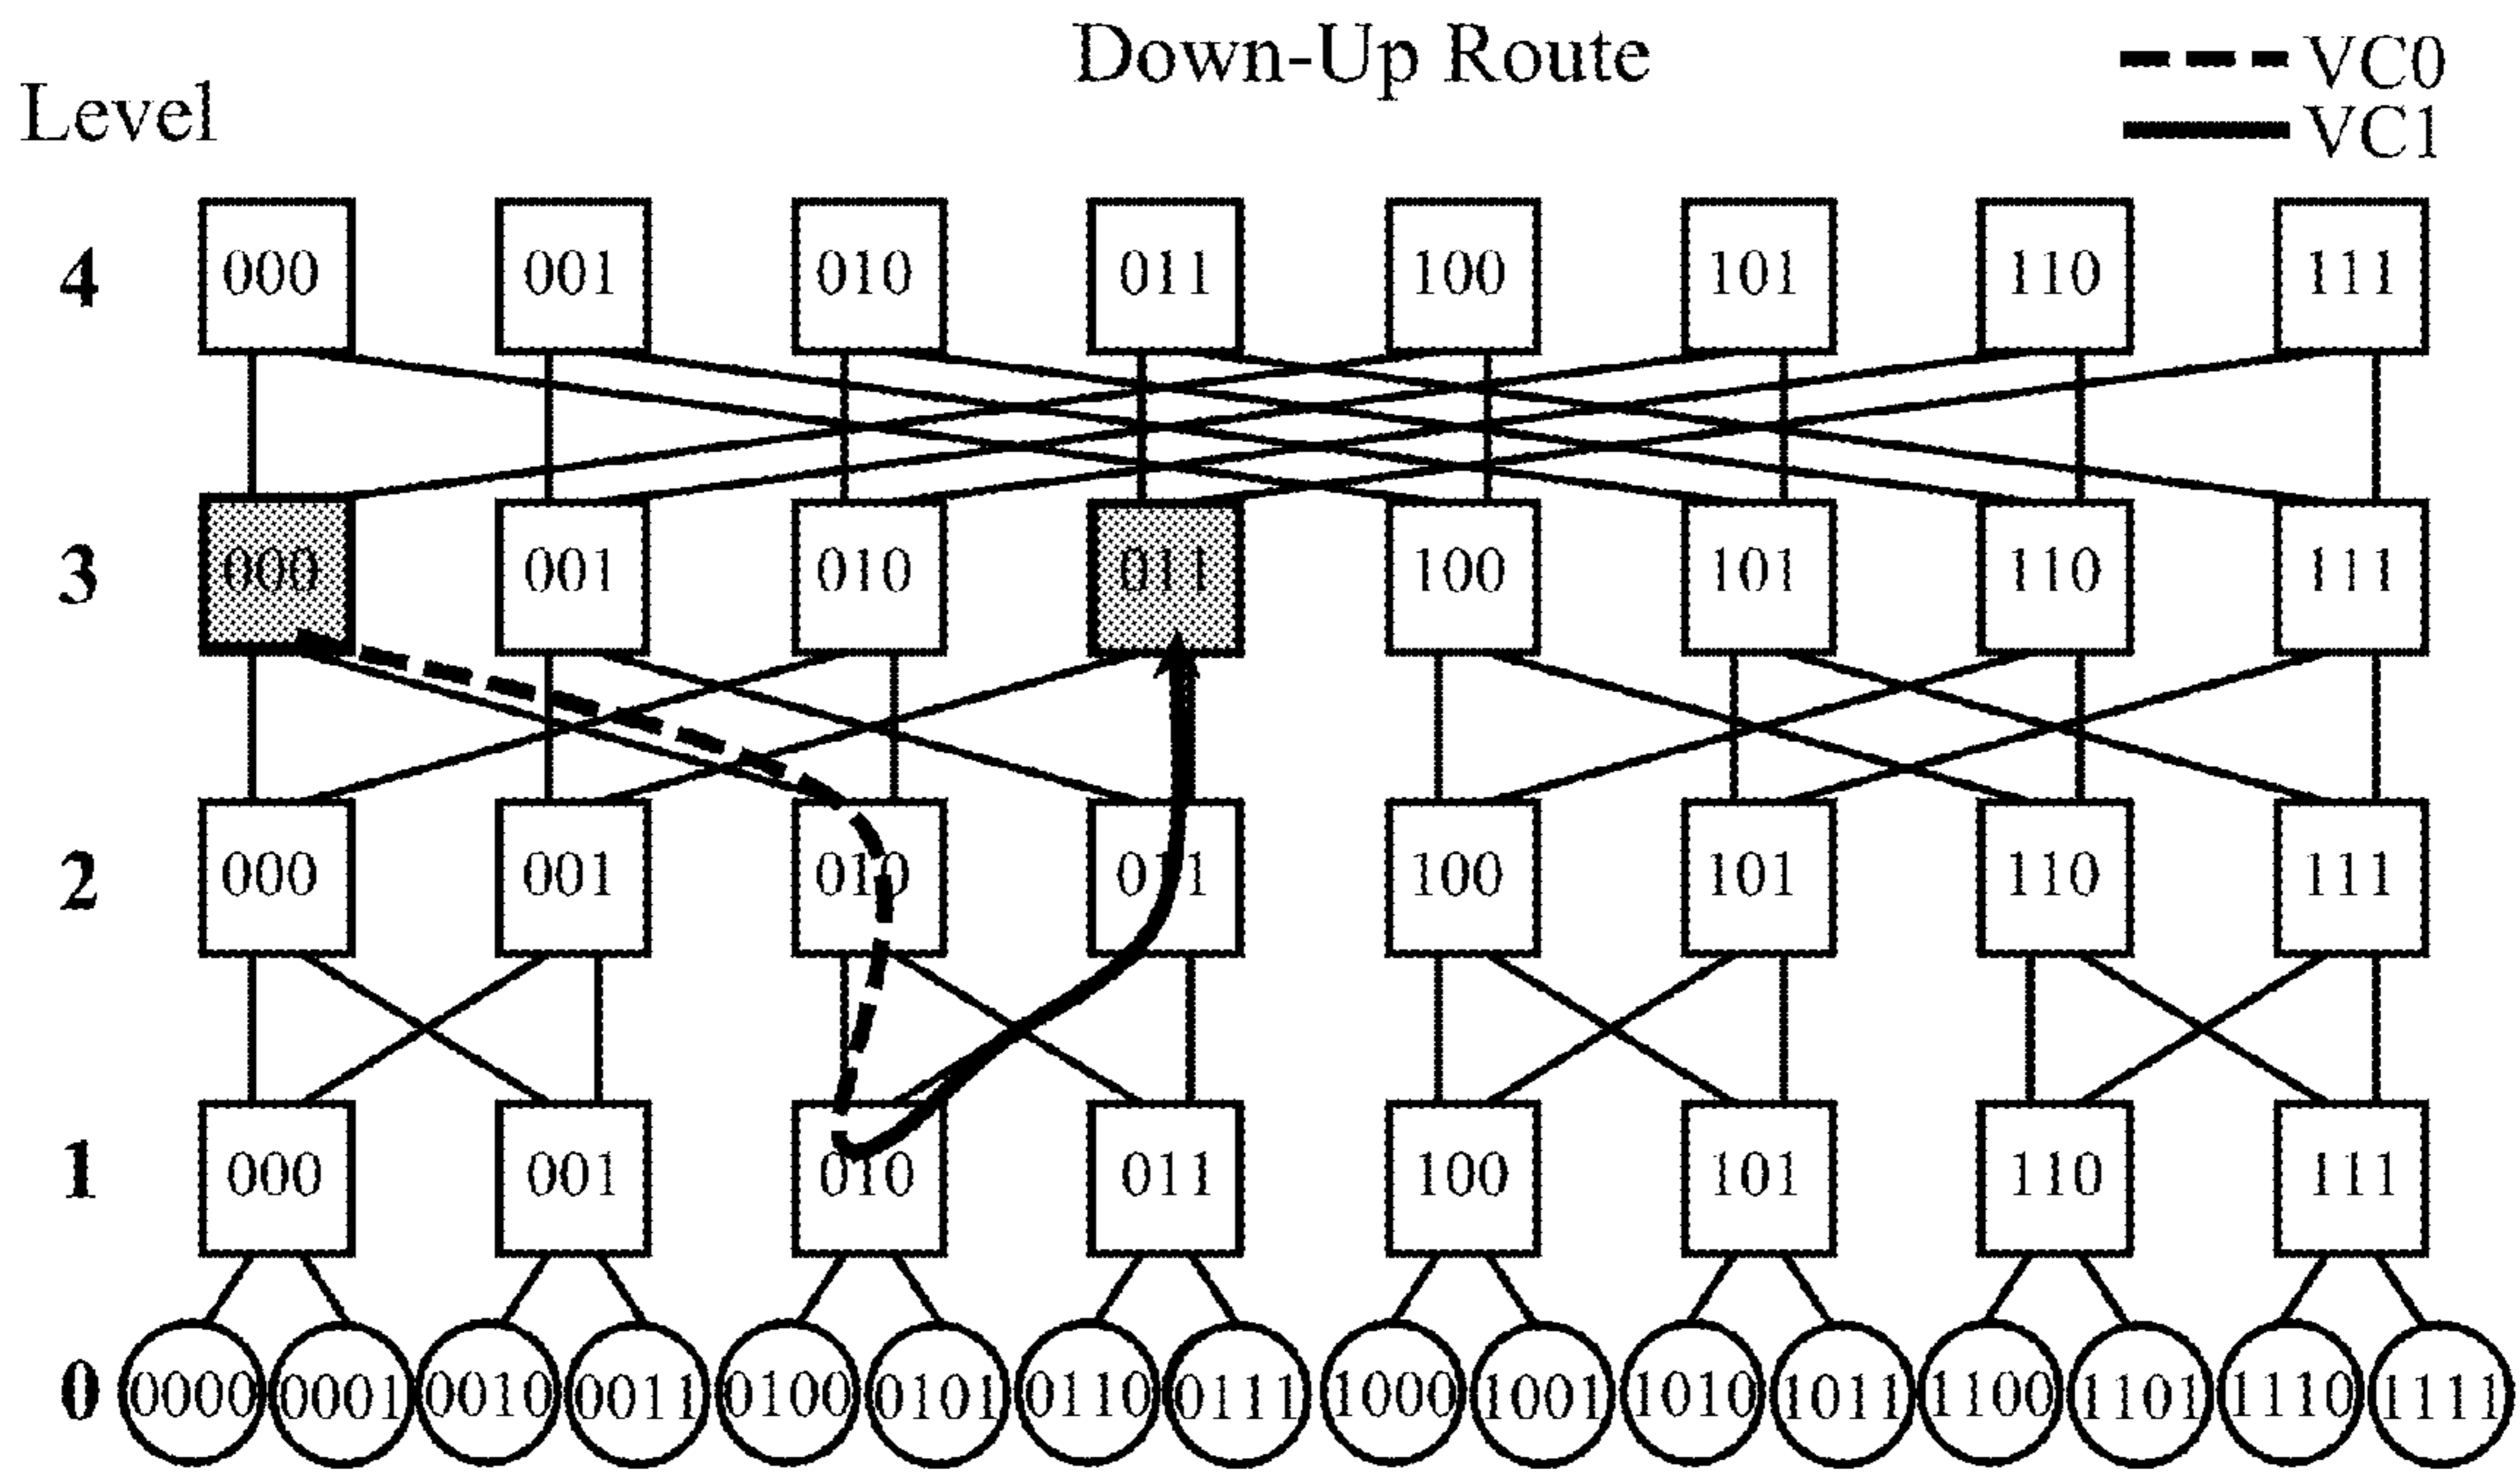 Down-Up Route
VC0
VC1
Level
4 000 001 010 011 100 101 110 111
3 000 001 010 011 100 101 110 111
2 000 001 010 011 100 101 110 111
1 000 001 010 011 100 101 110 111
0 0000 0001 0010 0011 0100 0101 0110 0111 1000 1001 1010 1011 1100 1101 1110 1111